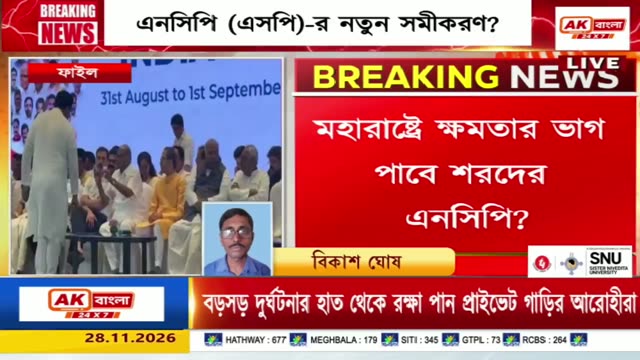 BREAKING
NEWS
এনসিপি (এসপি)-র নতুন সমীকরণ?
AK বাংলা
24X7
ফাইল
31st August to 1st September
LIVE
BREAKING NEWS
মহারাষ্ট্রে ক্ষমতার ভাগ
পাবে শরদের
এনসিপি?
বিকাশ ঘোষ
SNU
SISTER NIVEDITA
UNIVERSITY
AK বাংলা
24X7
বড়সড় দুর্ঘটনার হাত থেকে রক্ষা পান প্রাইভেট গাড়ির আরোহীরা
28.11.2026
HATHWAY : 677 MEGHBALA : 179 SITI : 345 GTPL : 73 RCBS : 264